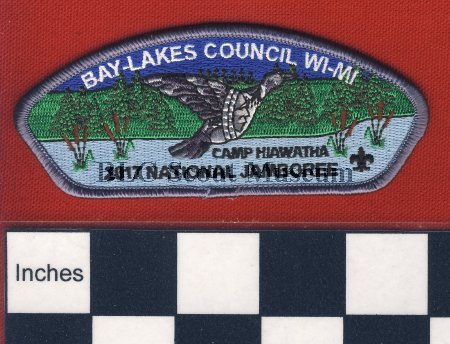 BAY-LAKES COUNCIL WI-MI
CAMP HIAWATHA
2017 NATIONAL JAMBOREE
Inches